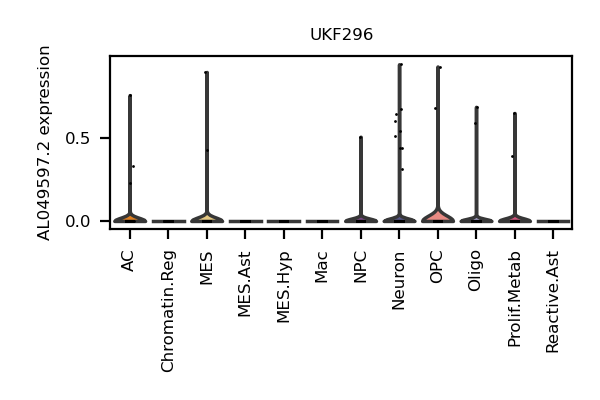 UKF296
AL049597.2 expression
0.5
0.0
AC
Chromatin.Reg
MES
MES.Ast
MES.Hyp
Mac
NPC
Neuron
OPC
Oligo
Prolif.Metab
Reactive.Ast